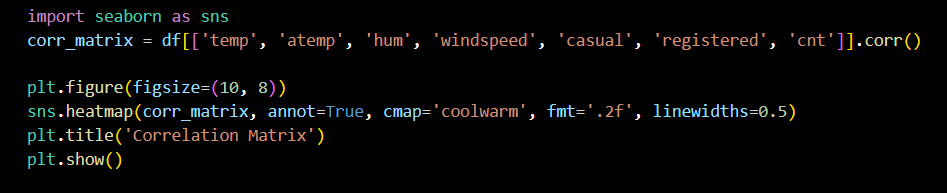 import seaborn as sns
corr_matrix = df[['temp', 'atemp', 'hum', 'windspeed', 'casual', 'registered', 'cnt']].corr()
plt.figure(figsize=(10, 8))
sns.heatmap(corr_matrix, annot=True, cmap='coolwarm', fmt='.2f', linewidths=0.5)
plt.title('Correlation Matrix')
plt.show()